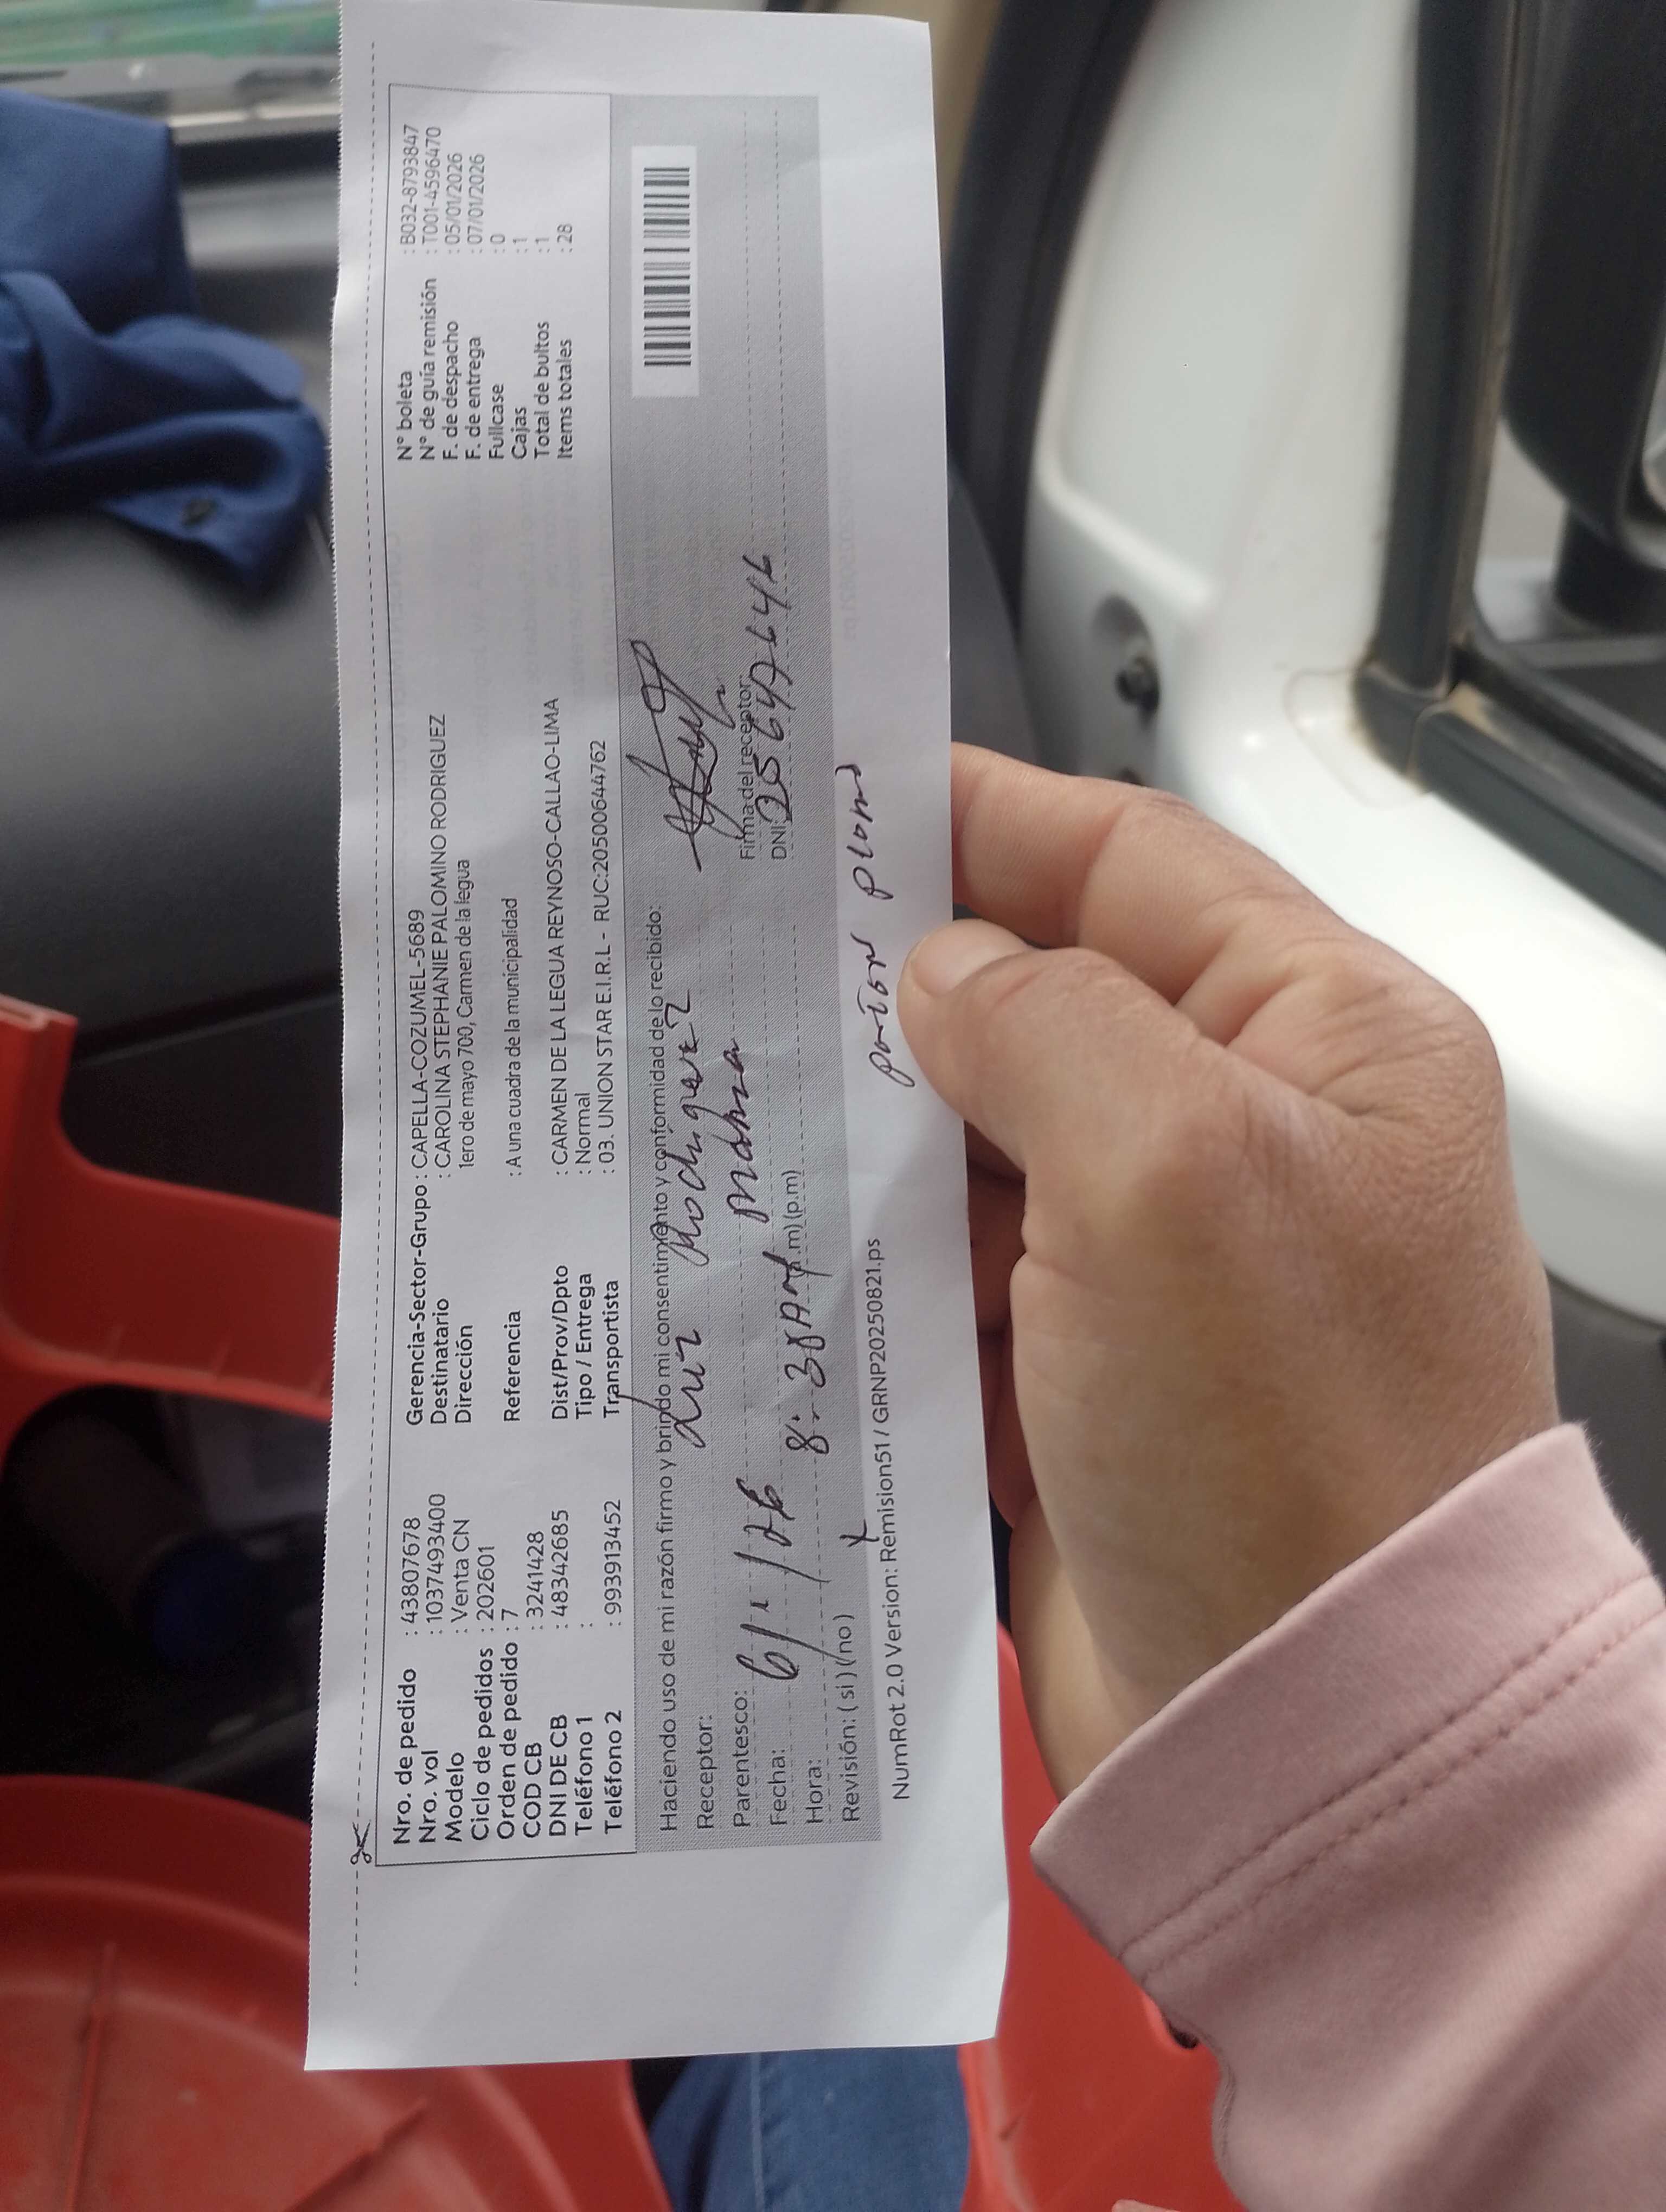 Nro. de pedido : 43807678
Nro. vol : 1037493400
Modelo : Venta CN
Ciclo de pedidos : 202601
Orden de pedido : 7
COD CB : 3241428
DNI DE CB : 48342685
Teléfono 1 :
Teléfono 2 : 993913452
Gerencia-Sector-Grupo : CAPELLA-COZUMEL-5689
Destinatario : CAROLINA STEPHANIE PALOMINO RODRIGUEZ
Dirección 1ero de mayo 700, Carmen de la legua
Referencia : A una cuadra de la municipalidad
Dist/Prov/Dpto : CARMEN DE LA LEGUA REYNOSO-CALLAO-LIMA
Tipo / Entrega : Normal
Transportista : 03. UNION STAR E.I.R.L - RUC:20500644762
N° boleta : B032-8793847
N° de guía remisión : T001-4596470
F. de despacho : 05/01/2026
F. de entrega : 07/01/2026
Fullcase : 0
Cajas : 1
Total de bultos : 1
Items totales : 28
Haciendo uso de mi razón firmo y brindo mi consentimiento y conformidad de lo recibido:
Receptor: Luz Rodriguez
Parentesco: mama
Firma del receptor:
Fecha: 6/1/26
DNI:
Hora: 8:30 AM (a.m) (p.m)
Revisión: ( si ) (no) x
porton plomo
NumRot 2.0 Version: Remision51 / GRNP20250821.ps